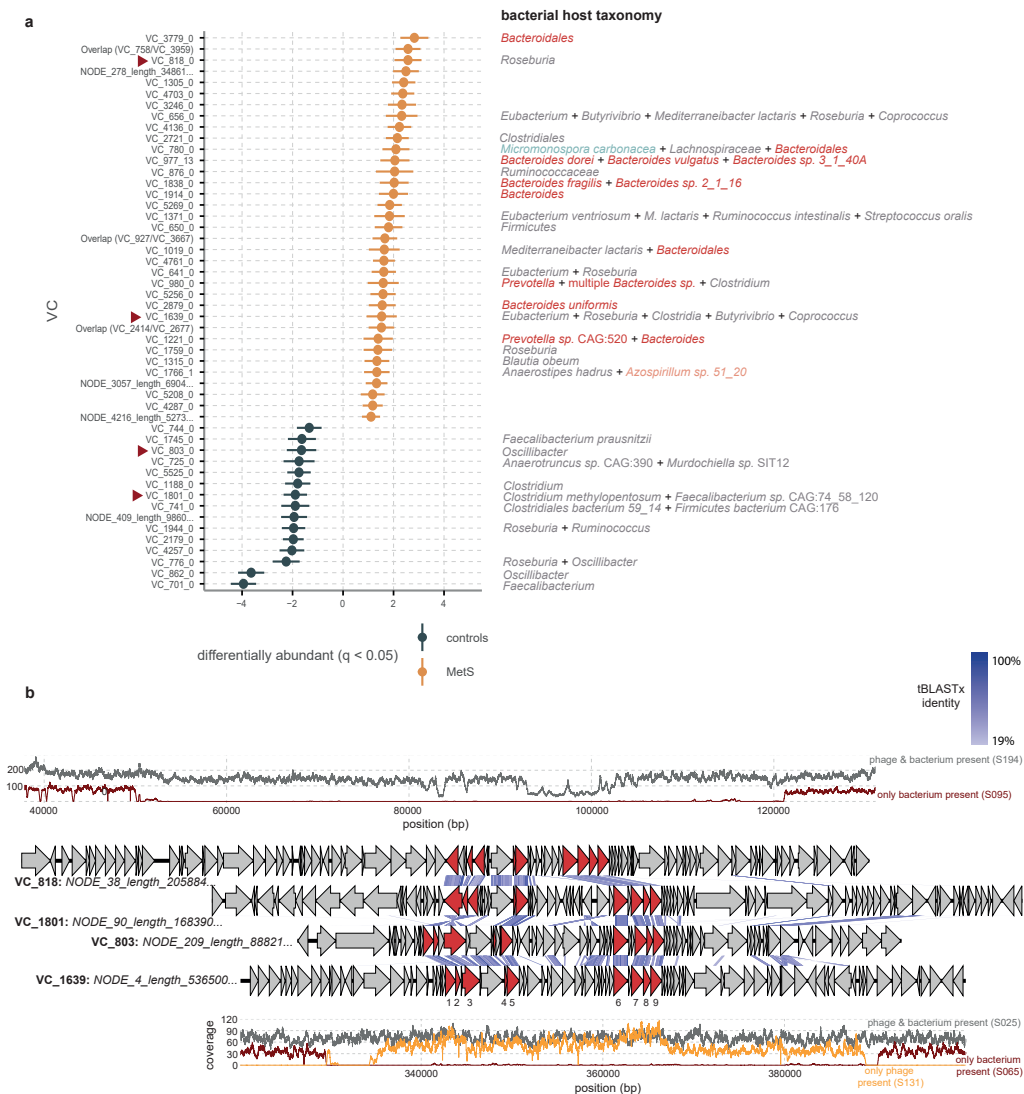 a
bacterial host taxonomy
VC_3779_0 Bacteroidales
Overlap (VC_758/VC_3959)
VC_818_0 Roseburia
NODE_278_length_34861...
VC_1305_0
VC_4703_0
VC_3246_0
VC_656_0 Eubacterium + Butyrivibrio + Mediterraneibacter lactaris + Roseburia + Coprococcus
VC_4136_0
VC_2721_0 Clostridiales
VC_780_0 Micromonospora carbonacea + Lachnospiraceae + Bacteroidales
VC_977_13 Bacteroides dorei + Bacteroides vulgatus + Bacteroides sp. 3_1_40A
VC_876_0 Ruminococcaceae
VC_1838_0 Bacteroides fragilis + Bacteroides sp. 2_1_16
VC_1914_0 Bacteroides
VC_5269_0
VC_1371_0 Eubacterium ventriosum + M. lactaris + Ruminococcus intestinalis + Streptococcus oralis
VC_650_0 Firmicutes
Overlap (VC_927/VC_3667)
VC_1019_0 Mediterraneibacter lactaris + Bacteroidales
VC_4761_0
VC_641_0 Eubacterium + Roseburia
VC_980_0 Prevotella + multiple Bacteroides sp. + Clostridium
VC_5256_0
VC_2879_0 Bacteroides uniformis
VC_1639_0 Eubacterium + Roseburia + Clostridia + Butyrivibrio + Coprococcus
Overlap (VC_2414/VC_2677)
VC_1221_0 Prevotella sp. CAG:520 + Bacteroides
VC_1759_0 Roseburia
VC_1315_0 Blautia obeum
VC_1766_1 Anaerostipes hadrus + Azospirillum sp. 51_20
NODE_3057_length_6904...
VC_5208_0
VC_4287_0
NODE_4216_length_5273...
VC_744_0
VC_1745_0 Faecalibacterium prausnitzii
VC_803_0 Oscillibacter
VC_725_0 Anaerotruncus sp. CAG:390 + Murdochiella sp. SIT12
VC_5525_0
VC_1188_0 Clostridium
VC_1801_0 Clostridium methylopentosum + Faecalibacterium sp. CAG:74_58_120
VC_741_0 Clostridiales bacterium 59_14 + Firmicutes bacterium CAG:176
NODE_409_length_9860...
VC_1944_0 Roseburia + Ruminococcus
VC_2179_0
VC_4257_0
VC_776_0 Roseburia + Oscillibacter
VC_862_0 Oscillibacter
VC_701_0 Faecalibacterium
VC
−4 −2 0 2 4
differentially abundant (q < 0.05)
controls
MetS
b
tBLASTx
identity
100%
19%
200
100
phage & bacterium present (S194)
only bacterium present (S095)
40000 60000 80000 100000 120000
position (bp)
VC_818: NODE_38_length_205884...
VC_1801: NODE_90_length_168390...
VC_803: NODE_209_length_88821...
VC_1639: NODE_4_length_536500...
1 2 3 4 5 6 7 8 9
coverage
120
90
60
30
0
phage & bacterium present (S025)
only bacterium
present (S065)
only phage
present (S131)
340000 360000 380000
position (bp)